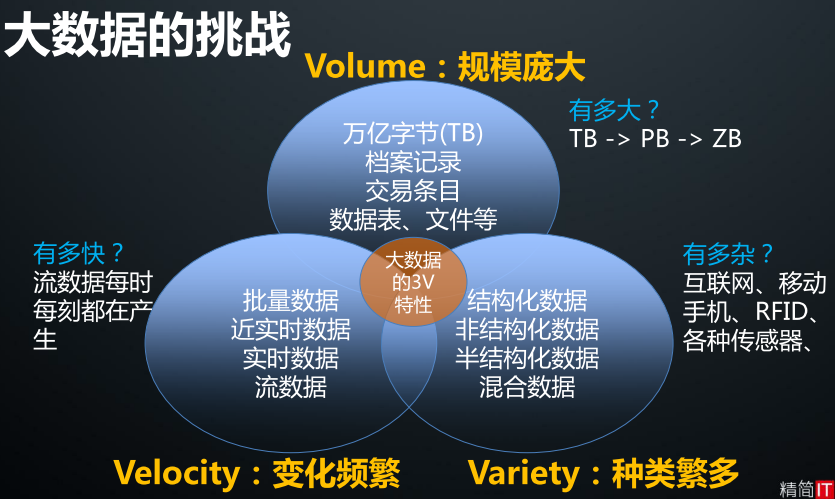 大数据的挑战
Volume：规模庞大
有多大？
TB -> PB -> ZB
万亿字节(TB)
档案记录
交易条目
数据表、文件等
大数据
的3V
特性
有多快？
流数据每时
每刻都在产
生
批量数据
近实时数据
实时数据
流数据
结构化数据
非结构化数据
半结构化数据
混合数据
有多杂？
互联网、移动
手机、RFID、
各种传感器、
Velocity：变化频繁
Variety：种类繁多
精简IT